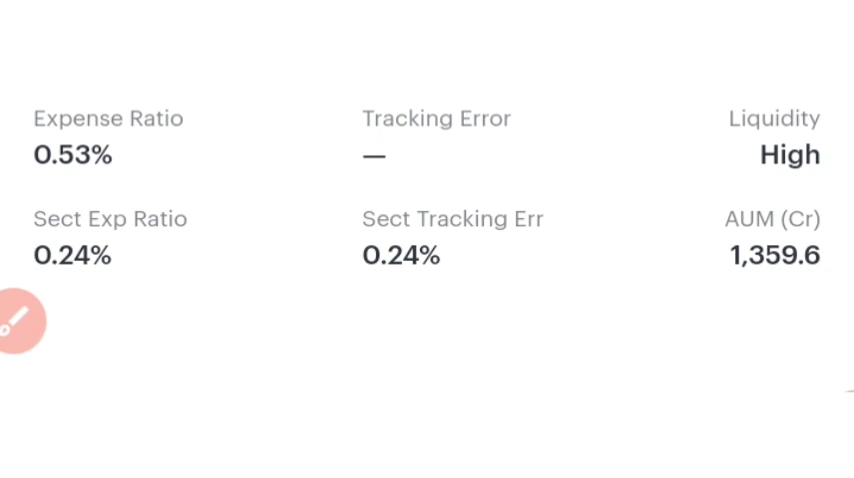 Expense Ratio Tracking Error Liquidity
0.53% — High
Sect Exp Ratio Sect Tracking Err AUM (Cr)
0.24% 0.24% 1,359.6